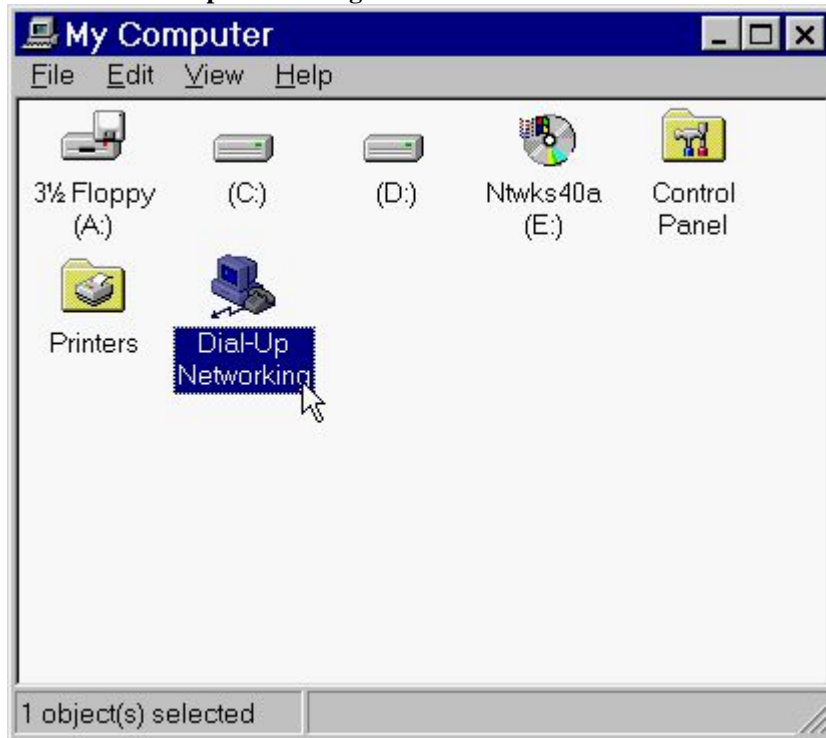 My Computer
File Edit View Help
3½ Floppy (A:)
(C:)
(D:)
Ntwks40a (E:)
Control Panel
Printers
Dial-Up Networking
1 object(s) selected